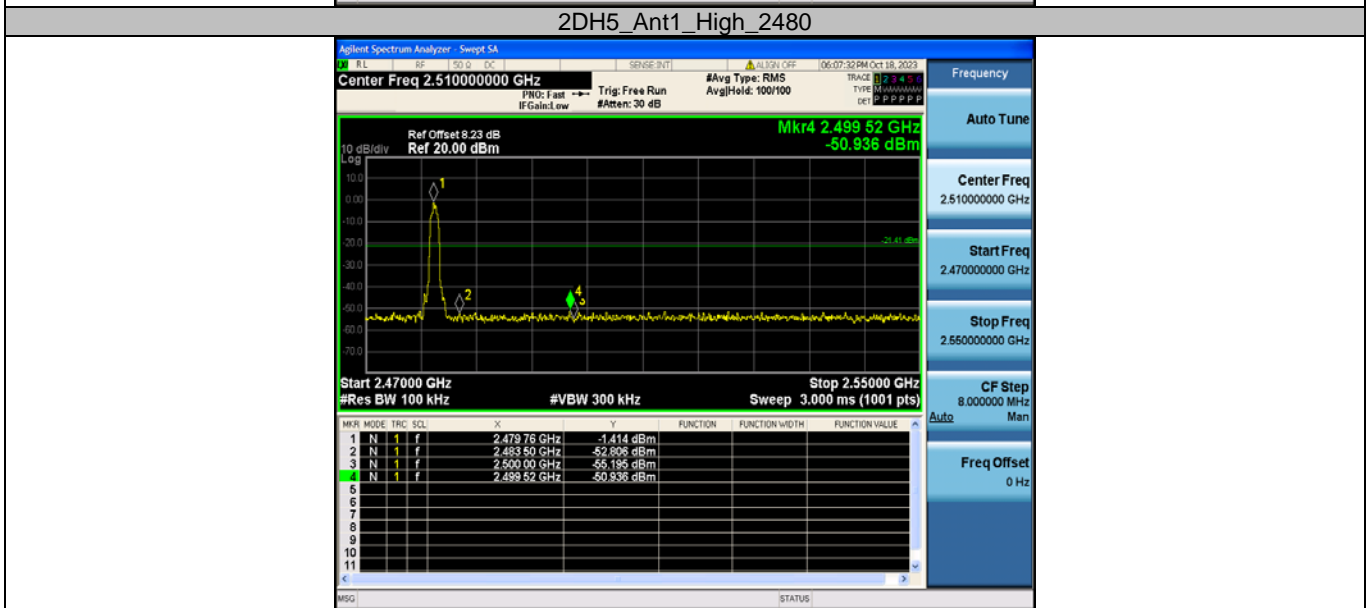 2DH5_Ant1_High_2480
Agilent Spectrum Analyzer - Swept SA
RL RF 50 Ω DC SENSE:INT ALIGN OFF 06:07:32 PM Oct 18, 2023
Center Freq 2.510000000 GHz
PNO: Fast
IFGain:Low
Trig: Free Run
#Atten: 30 dB
#Avg Type: RMS
Avg|Hold: 100/100
TRACE 1 2 3 4 5 6
TYPE M
DET P P P P P P
Mkr4 2.499 52 GHz
-50.936 dBm
Ref Offset 8.23 dB
10 dB/div Ref 20.00 dBm
Log
10.0
0.00
-10.0
-20.0
-30.0
-40.0
-50.0
-60.0
-70.0
1
2
4
3
-21.41 dBm
Start 2.47000 GHz Stop 2.55000 GHz
#Res BW 100 kHz #VBW 300 kHz Sweep 3.000 ms (1001 pts)
MKR MODE TRC SCL X Y FUNCTION FUNCTION WIDTH FUNCTION VALUE
1 N 1 f 2.479 76 GHz -1.414 dBm
2 N 1 f 2.483 50 GHz -52.806 dBm
3 N 1 f 2.500 00 GHz -55.195 dBm
4 N 1 f 2.499 52 GHz -50.936 dBm
5
6
7
8
9
10
11
MSG STATUS
Frequency
Auto Tune
Center Freq
2.510000000 GHz
Start Freq
2.470000000 GHz
Stop Freq
2.550000000 GHz
CF Step
8.000000 MHz
Auto Man
Freq Offset
0 Hz